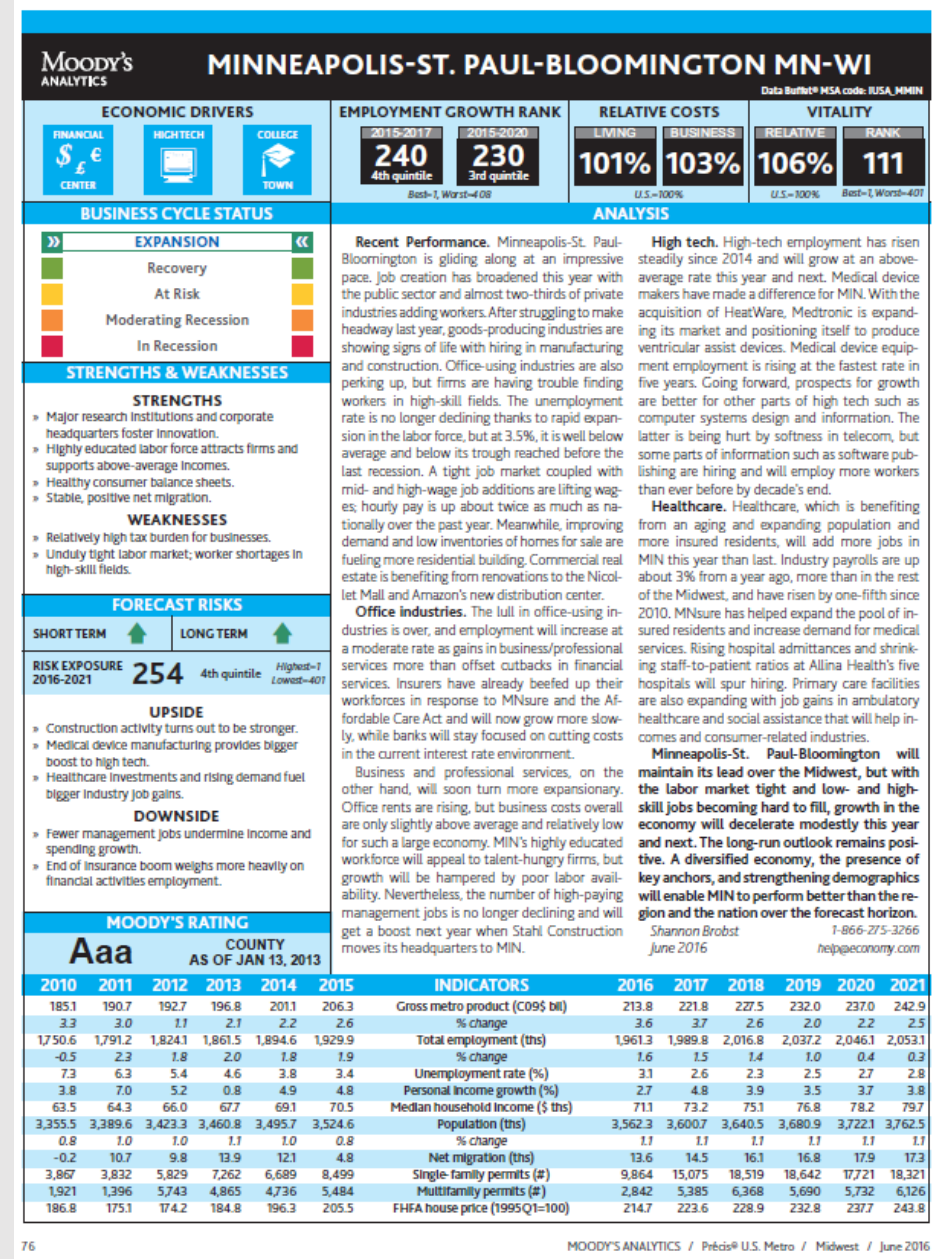 MOODY'S
ANALYTICS
MINNEAPOLIS-ST. PAUL-BLOOMINGTON MN-WI
Data Buffet® MSA code: IUSA_MMIN
ECONOMIC DRIVERS
FINANCIAL
$ £ €
CENTER
HIGH TECH
COLLEGE
TOWN
EMPLOYMENT GROWTH RANK
2015-2017
240
4th quintile
2015-2020
230
3rd quintile
Best=1, Worst=408
RELATIVE COSTS
LIVING
101%
BUSINESS
103%
U.S.=100%
VITALITY
RELATIVE
106%
U.S.=100%
RANK
111
Best=1, Worst=401
BUSINESS CYCLE STATUS
» EXPANSION «
Recovery
At Risk
Moderating Recession
In Recession
STRENGTHS & WEAKNESSES
STRENGTHS
» Major research institutions and corporate
headquarters foster innovation.
» Highly educated labor force attracts firms and
supports above-average incomes.
» Healthy consumer balance sheets.
» Stable, positive net migration.
WEAKNESSES
» Relatively high tax burden for businesses.
» Unduly tight labor market; worker shortages in
high-skill fields.
FORECAST RISKS
SHORT TERM
LONG TERM
RISK EXPOSURE
2016-2021
254
4th quintile
Highest=1
Lowest=401
UPSIDE
» Construction activity turns out to be stronger.
» Medical device manufacturing provides bigger
boost to high tech.
» Healthcare investments and rising demand fuel
bigger industry job gains.
DOWNSIDE
» Fewer management jobs undermine income and
spending growth.
» End of insurance boom weighs more heavily on
financial activities employment.
MOODY'S RATING
Aaa
COUNTY
AS OF JAN 13, 2013
ANALYSIS
Recent Performance. Minneapolis-St. Paul-
Bloomington is gliding along at an impressive
pace. Job creation has broadened this year with
the public sector and almost two-thirds of private
industries adding workers. After struggling to make
headway last year, goods-producing industries are
showing signs of life with hiring in manufacturing
and construction. Office-using industries are also
perking up, but firms are having trouble finding
workers in high-skill fields. The unemployment
rate is no longer declining thanks to rapid expan-
sion in the labor force, but at 3.5%, it is well below
average and below its trough reached before the
last recession. A tight job market coupled with
mid- and high-wage job additions are lifting wag-
es; hourly pay is up about twice as much as na-
tionally over the past year. Meanwhile, improving
demand and low inventories of homes for sale are
fueling more residential building. Commercial real
estate is benefiting from renovations to the Nicol-
let Mall and Amazon's new distribution center.
Office industries. The lull in office-using in-
dustries is over, and employment will increase at
a moderate rate as gains in business/professional
services more than offset cutbacks in financial
services. Insurers have already beefed up their
workforces in response to MNsure and the Af-
fordable Care Act and will now grow more slow-
ly, while banks will stay focused on cutting costs
in the current interest rate environment.
Business and professional services, on the
other hand, will soon turn more expansionary.
Office rents are rising, but business costs overall
are only slightly above average and relatively low
for such a large economy. MIN's highly educated
workforce will appeal to talent-hungry firms, but
growth will be hampered by poor labor avail-
ability. Nevertheless, the number of high-paying
management jobs is no longer declining and will
get a boost next year when Stahl Construction
moves its headquarters to MIN.
High tech. High-tech employment has risen
steadily since 2014 and will grow at an above-
average rate this year and next. Medical device
makers have made a difference for MIN. With the
acquisition of HeatWare, Medtronic is expand-
ing its market and positioning itself to produce
ventricular assist devices. Medical device equip-
ment employment is rising at the fastest rate in
five years. Going forward, prospects for growth
are better for other parts of high tech such as
computer systems design and information. The
latter is being hurt by softness in telecom, but
some parts of information such as software pub-
lishing are hiring and will employ more workers
than ever before by decade's end.
Healthcare. Healthcare, which is benefiting
from an aging and expanding population and
more insured residents, will add more jobs in
MIN this year than last. Industry payrolls are up
about 3% from a year ago, more than in the rest
of the Midwest, and have risen by one-fifth since
2010. MNsure has helped expand the pool of in-
sured residents and increase demand for medical
services. Rising hospital admittances and shrink-
ing staff-to-patient ratios at Allina Health's five
hospitals will spur hiring. Primary care facilities
are also expanding with job gains in ambulatory
healthcare and social assistance that will help in-
comes and consumer-related industries.
Minneapolis-St. Paul-Bloomington will
maintain its lead over the Midwest, but with
the labor market tight and low- and high-
skill jobs becoming hard to fill, growth in the
economy will decelerate modestly this year
and next. The long-run outlook remains posi-
tive. A diversified economy, the presence of
key anchors, and strengthening demographics
will enable MIN to perform better than the re-
gion and the nation over the forecast horizon.
Shannon Brobst 1-866-275-3266
June 2016 help@economy.com
2010 2011 2012 2013 2014 2015 INDICATORS 2016 2017 2018 2019 2020 2021
185.1 190.7 192.7 196.8 201.1 206.3 Gross metro product (C09$ bil) 213.8 221.8 227.5 232.0 237.0 242.9
3.3 3.0 1.1 2.1 2.2 2.6 % change 3.6 3.7 2.6 2.0 2.2 2.5
1,750.6 1,791.2 1,824.1 1,861.5 1,894.6 1,929.9 Total employment (ths) 1,961.3 1,989.8 2,016.8 2,037.2 2,046.1 2,053.1
-0.5 2.3 1.8 2.0 1.8 1.9 % change 1.6 1.5 1.4 1.0 0.4 0.3
7.3 6.3 5.4 4.6 3.8 3.4 Unemployment rate (%) 3.1 2.6 2.3 2.5 2.7 2.8
3.8 7.0 5.2 0.8 4.9 4.8 Personal income growth (%) 2.7 4.8 3.9 3.5 3.7 3.8
63.5 64.3 66.0 67.7 69.1 70.5 Median household income ($ ths) 71.1 73.2 75.1 76.8 78.2 79.7
3,355.5 3,389.6 3,423.3 3,460.8 3,495.7 3,524.6 Population (ths) 3,562.3 3,600.7 3,640.5 3,680.9 3,722.1 3,762.5
0.8 1.0 1.0 1.1 1.0 0.8 % change 1.1 1.1 1.1 1.1 1.1 1.1
-0.2 10.7 9.8 13.9 12.1 4.8 Net migration (ths) 13.6 14.5 16.1 16.8 17.9 17.3
3,867 3,832 5,829 7,262 6,689 8,499 Single-family permits (#) 9,864 15,075 18,519 18,642 17,721 18,321
1,921 1,396 5,743 4,865 4,736 5,484 Multifamily permits (#) 2,842 5,385 6,368 5,690 5,732 6,126
186.8 175.1 174.2 184.8 196.3 205.5 FHFA house price (1995Q1=100) 214.7 223.6 228.9 232.8 237.7 243.8
76
MOODY'S ANALYTICS / Précis® U.S. Metro / Midwest / June 2016